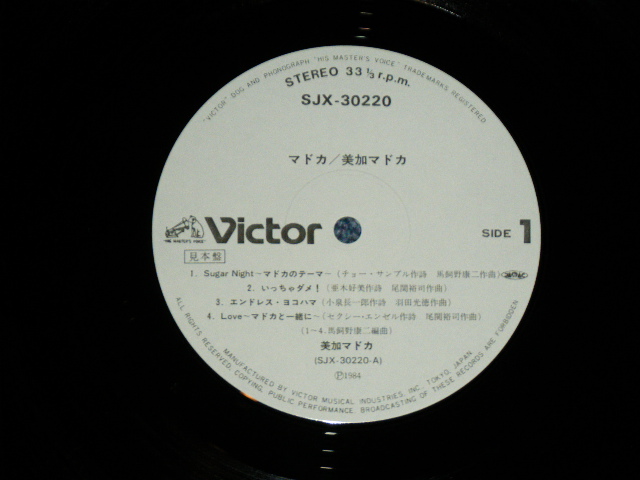 "VICTOR" DOG AND PHONOGRAPH "HIS MASTER'S VOICE" TRADEMARKS REGISTERED
STEREO 33 1/3 r.p.m.
SJX-30220
マドカ/美加マドカ
"HIS MASTER'S VOICE"
Victor
SIDE 1
見本盤
1. Sugar Night〜マドカのテーマ〜(チョー・サンプル作詩 馬飼野康二作曲)
2. いっちゃダメ!(亜木好美作詩 尾関裕司作曲)
3. エンドレス・ヨコハマ(小泉長一郎作詩 羽田光徳作曲)
4. Love〜マドカと一緒に〜(セクシー・エンゼル作詩 尾関裕司作曲)
(1〜4.馬飼野康二編曲)
美加マドカ
(SJX-30220-A)
Ⓟ1984
MANUFACTURED BY VICTOR MUSICAL INDUSTRIES, INC., TOKYO, JAPAN
ALL RIGHTS RESERVED, COPYING, PUBLIC PERFORMANCE, BROADCASTING OF THESE RECORDS ARE FORBIDDEN